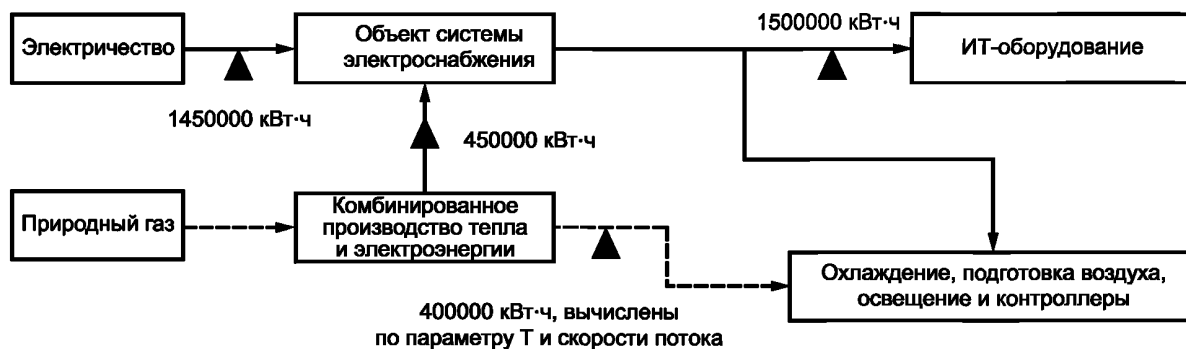 Электричество
Объект системы
электроснабжения
1500000 кВт·ч
ИТ-оборудование
1450000 кВт·ч
450000 кВт·ч
Природный газ
Комбинированное
производство тепла
и электроэнергии
Охлаждение, подготовка воздуха,
освещение и контроллеры
400000 кВт·ч, вычислены
по параметру Т и скорости потока